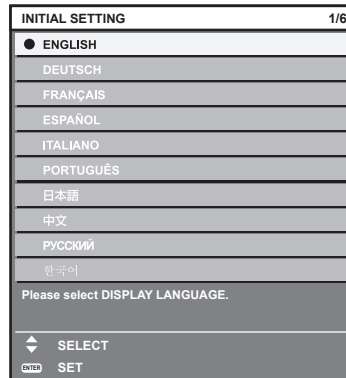 INITIAL SETTING 1/6
ENGLISH
DEUTSCH
FRANÇAIS
ESPAÑOL
ITALIANO
PORTUGUÊS
日本語
中文
РУССКИЙ
한국어
Please select DISPLAY LANGUAGE.
SELECT
ENTER SET